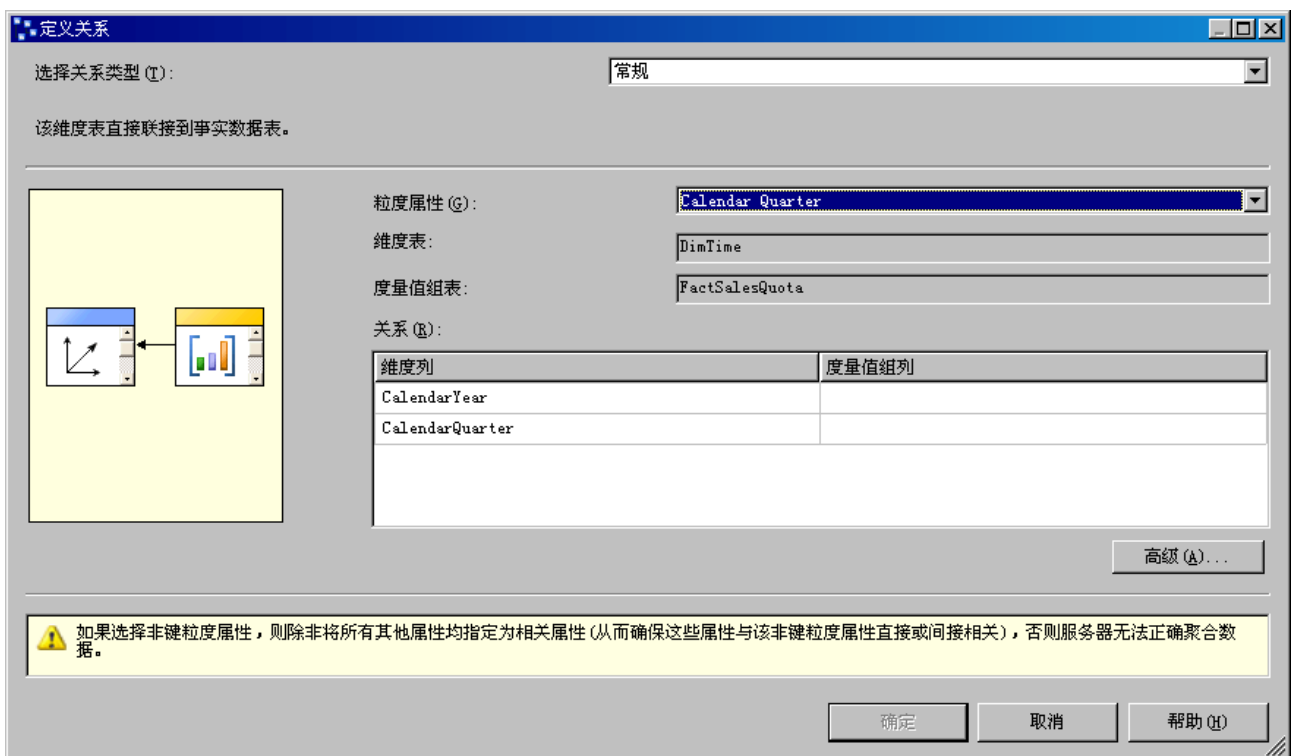 定义关系
选择关系类型(T):
常规
该维度表直接联接到事实数据表。
粒度属性(G):
Calendar Quarter
维度表:
DimTime
度量值组表:
FactSalesQuota
关系(R):
维度列
度量值组列
CalendarYear
CalendarQuarter
高级(A)...
如果选择非键粒度属性,则除非将所有其他属性均指定为相关属性(从而确保这些属性与该非键粒度属性直接或间接相关),否则服务器无法正确聚合数
据。
确定
取消
帮助(H)